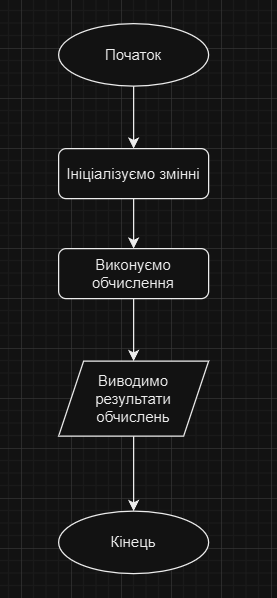 Початок
Ініціалізуємо змінні
Виконуємо
обчислення
Виводимо
результати
обчислень
Кінець